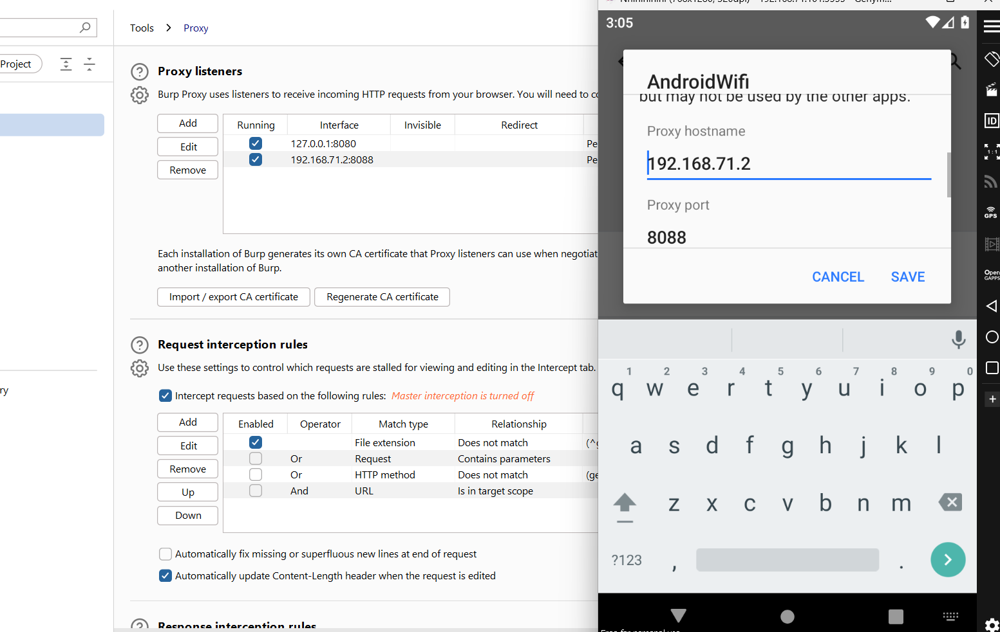 Tools > Proxy
Project
ry
Proxy listeners
Burp Proxy uses listeners to receive incoming HTTP requests from your browser. You will need to co
Add
Edit
Remove
Running Interface Invisible Redirect
127.0.0.1:8080 Pe
192.168.71.2:8088 Pe
Each installation of Burp generates its own CA certificate that Proxy listeners can use when negotiat
another installation of Burp.
Import / export CA certificate
Regenerate CA certificate
Request interception rules
Use these settings to control which requests are stalled for viewing and editing in the Intercept tab.
Intercept requests based on the following rules: Master interception is turned off
Add
Edit
Remove
Up
Down
Enabled Operator Match type Relationship
File extension Does not match (^g
Or Request Contains parameters
Or HTTP method Does not match (ge
And URL Is in target scope
Automatically fix missing or superfluous new lines at end of request
Automatically update Content-Length header when the request is edited
Response interception rules
3:05
AndroidWifi
but may not be used by the other apps.
Proxy hostname
192.168.71.2
Proxy port
8088
CANCEL SAVE
1 2 3 4 5 6 7 8 9 0
q w e r t y u i o p
a s d f g h j k l
z x c v b n m
?123 , .
Free for personal use
ID
1:1
GPS
Open
GAPPS